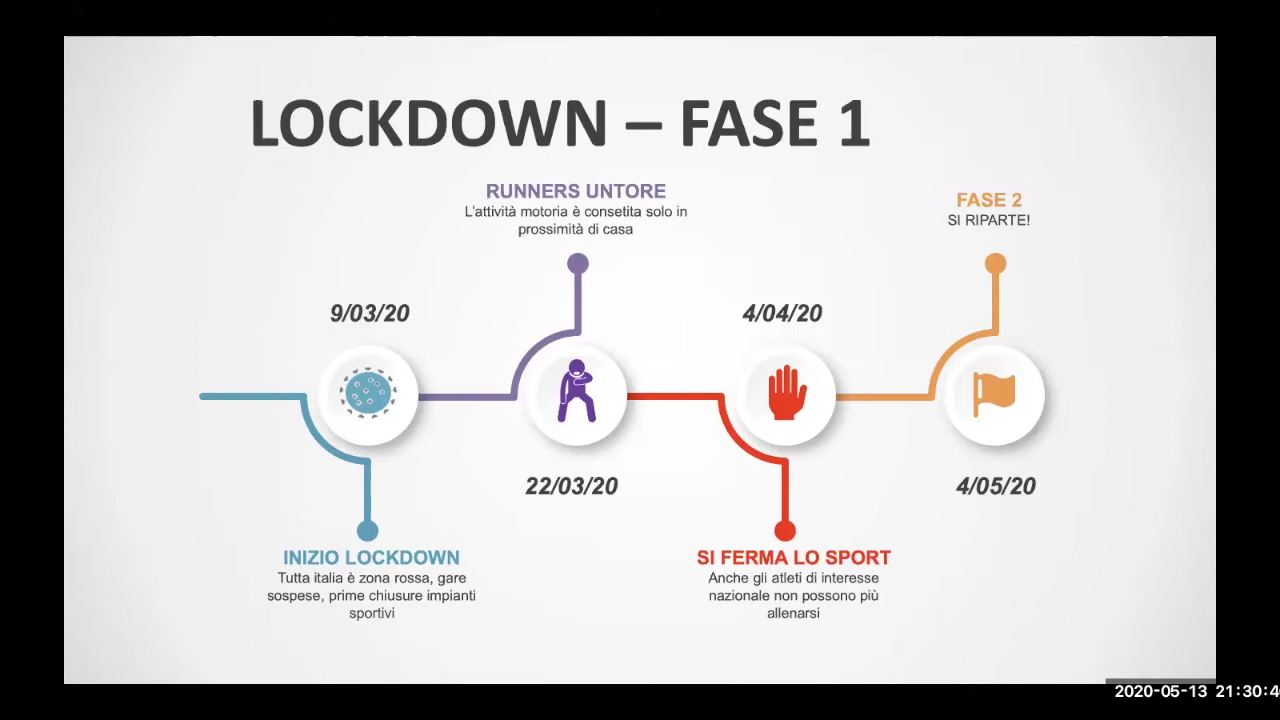 LOCKDOWN – FASE 1
RUNNERS UNTORE
L'attività motoria è consetita solo in
prossimità di casa
FASE 2
SI RIPARTE!
9/03/20
4/04/20
22/03/20
4/05/20
INIZIO LOCKDOWN
Tutta italia è zona rossa, gare
sospese, prime chiusure impianti
sportivi
SI FERMA LO SPORT
Anche gli atleti di interesse
nazionale non possono più
allenarsi
2020-05-13 21:30:4